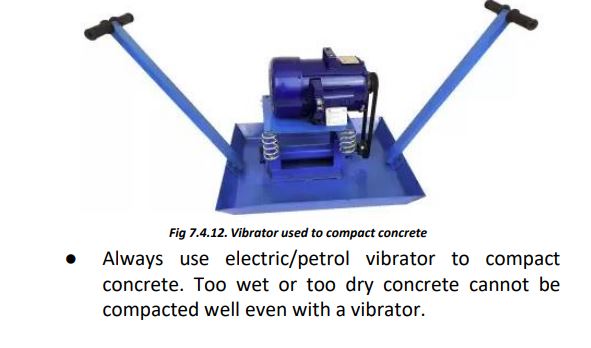 Fig 7.4.12. Vibrator used to compact concrete
● Always use electric/petrol vibrator to compact
concrete. Too wet or too dry concrete cannot be
compacted well even with a vibrator.